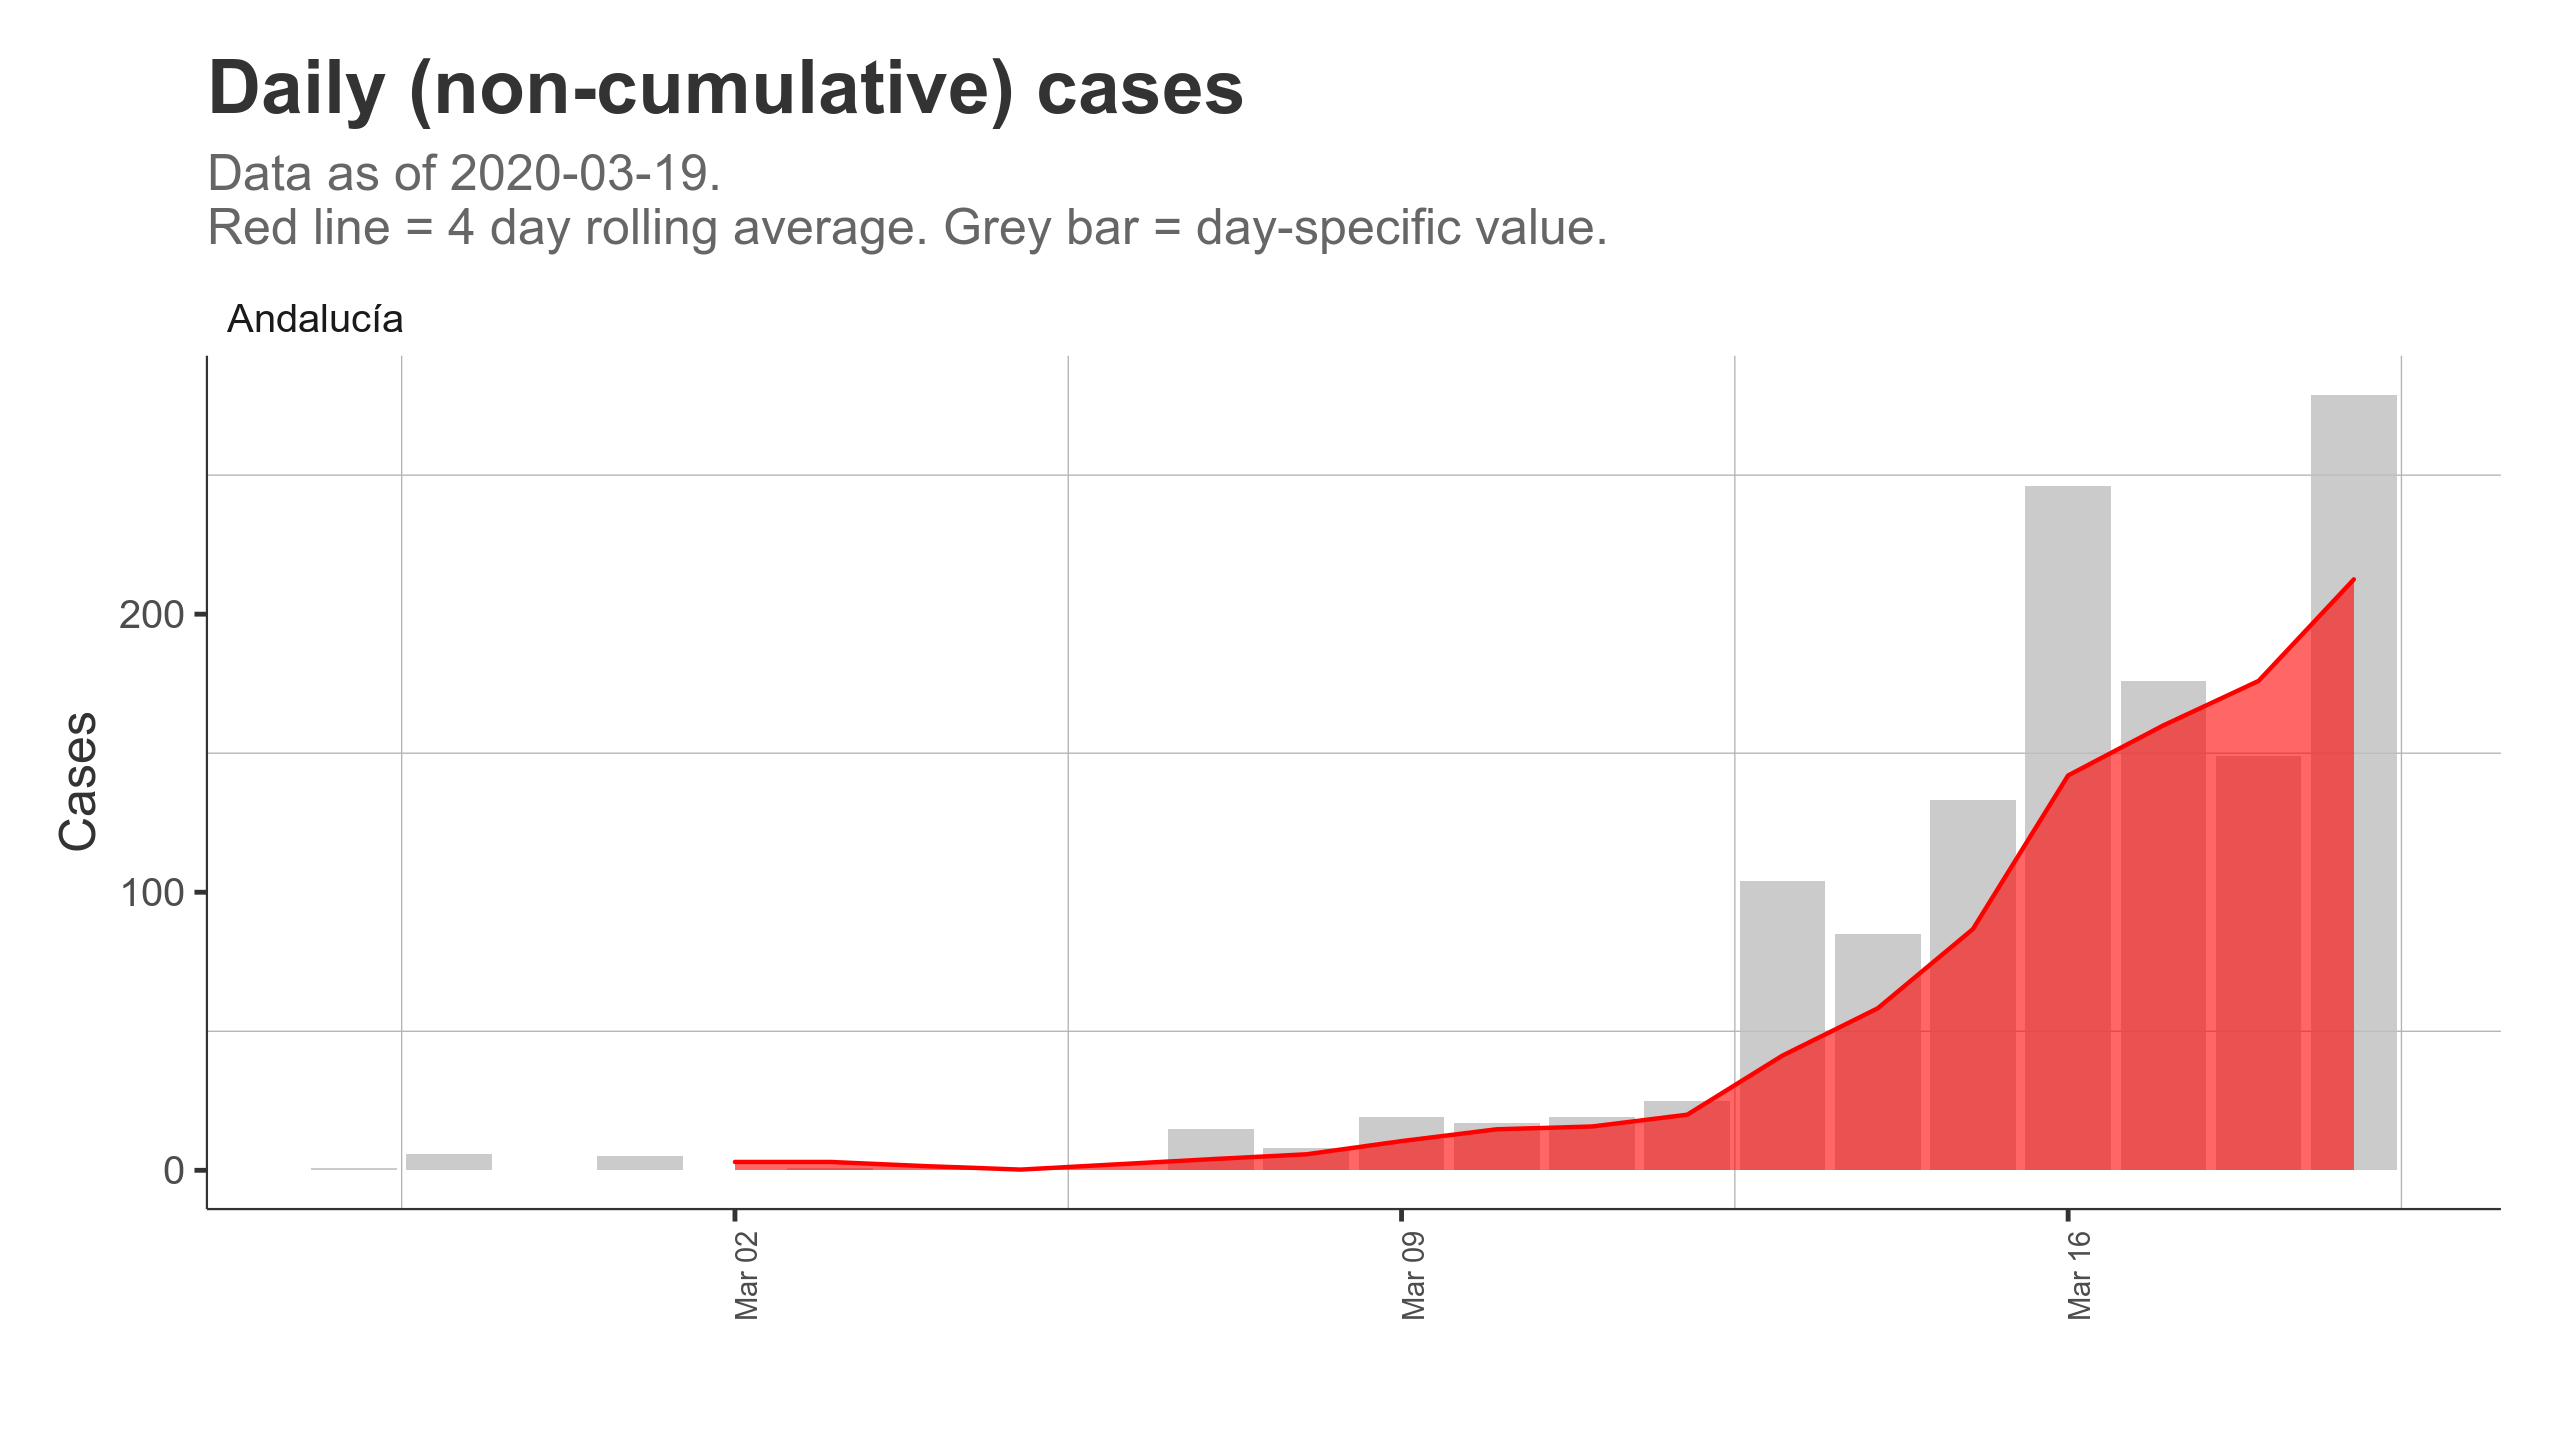 Daily (non-cumulative) cases
Data as of 2020-03-19.
Red line = 4 day rolling average. Grey bar = day-specific value.
Andalucía
Cases
200
100
0
Mar 02
Mar 09
Mar 16